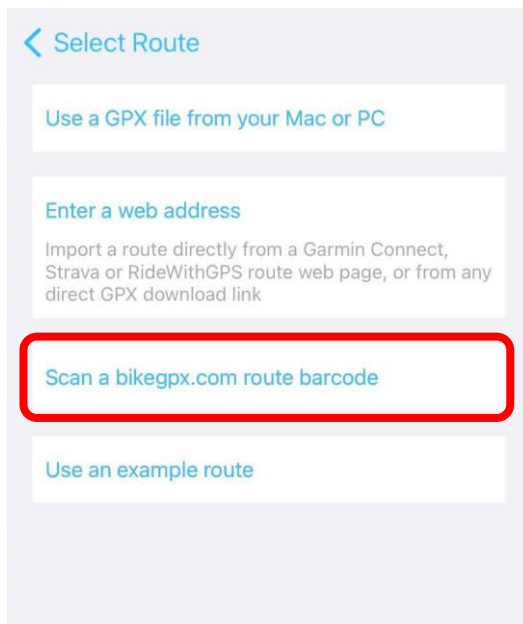 Select Route
Use a GPX file from your Mac or PC
Enter a web address
Import a route directly from a Garmin Connect,
Strava or RideWithGPS route web page, or from any
direct GPX download link
Scan a bikegpx.com route barcode
Use an example route